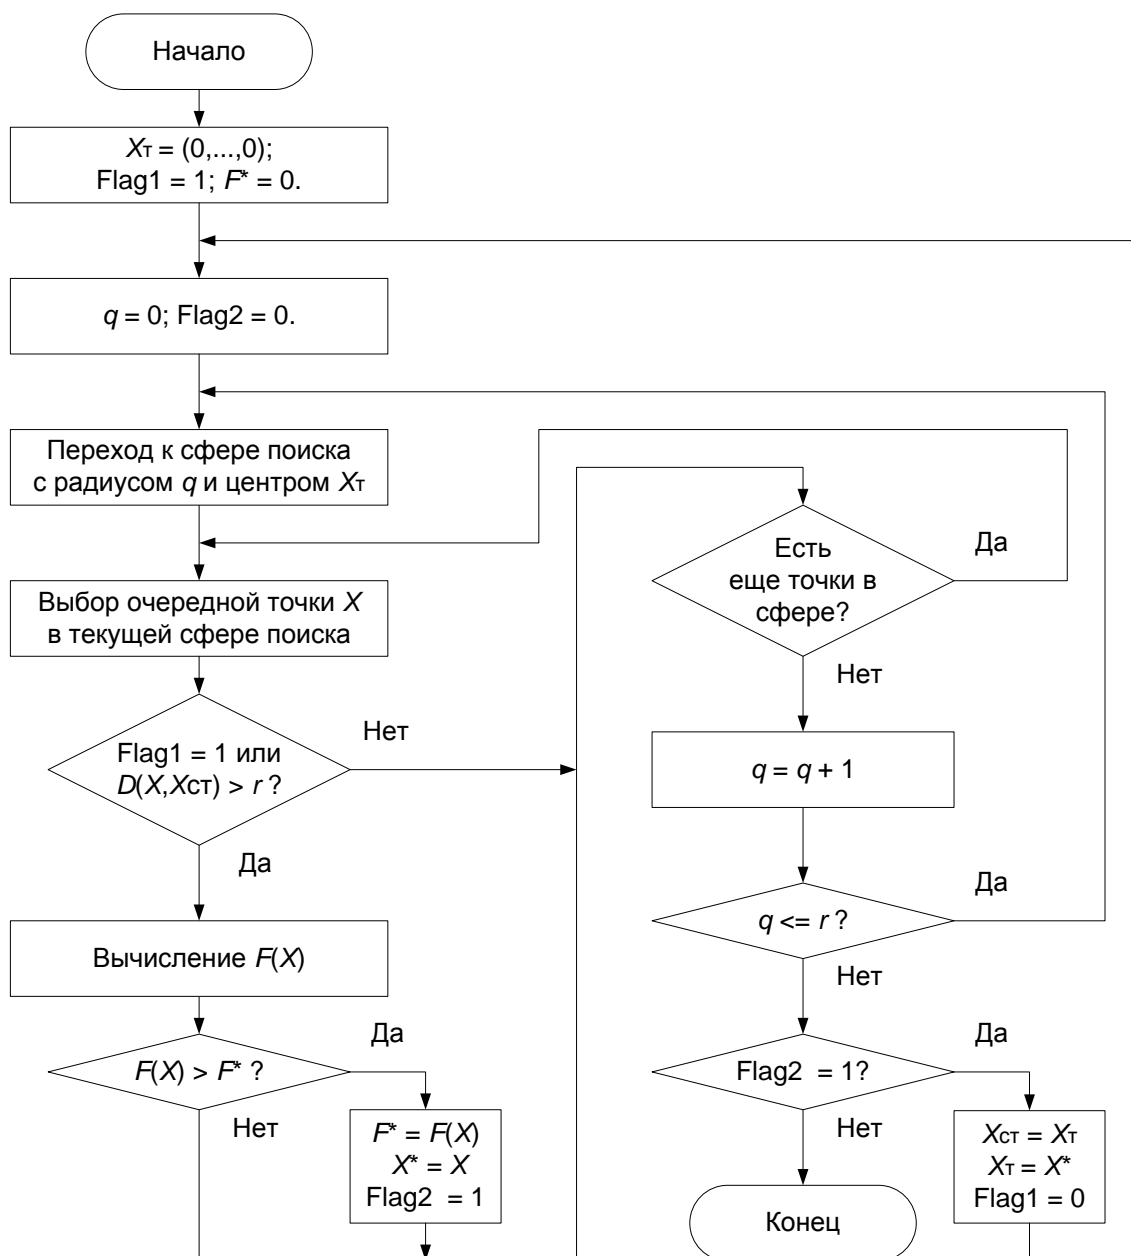 Начало
Xт = (0,...,0);
Flag1 = 1; F* = 0.
q = 0; Flag2 = 0.
Переход к сфере поиска
с радиусом q и центром Xт
Выбор очередной точки X
в текущей сфере поиска
Flag1 = 1 или
D(X,Xст) > r ?
Нет
Да
Вычисление F(X)
F(X) > F* ?
Да
Нет
F* = F(X)
X* = X
Flag2 = 1
Есть
еще точки в
сфере?
Да
Нет
q = q + 1
q <= r ?
Да
Нет
Flag2 = 1?
Да
Нет
Xст = Xт
Xт = X*
Flag1 = 0
Конец